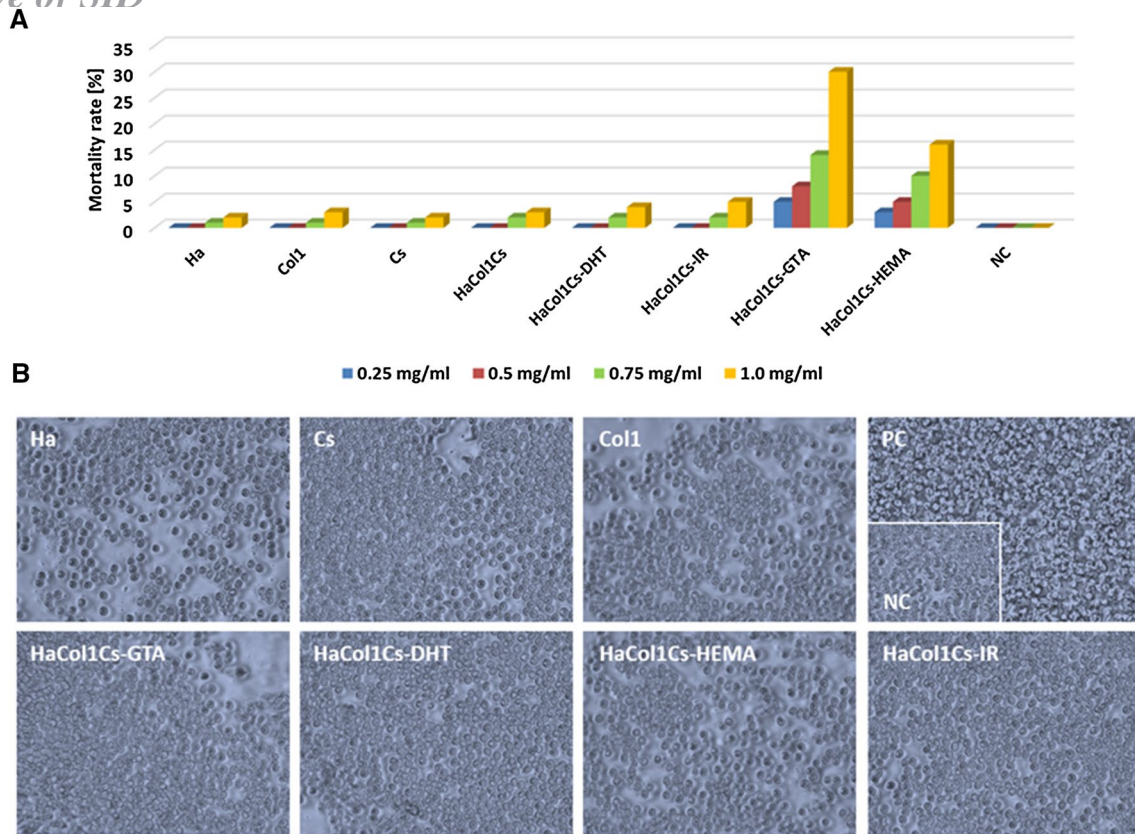 of SID
A
35
30
25
20
15
10
5
0
Mortality rate [%]
Ha
Col1
Cs
HaCol1Cs
HaCol1Cs-DHT
HaCol1Cs-IR
HaCol1Cs-GTA
HaCol1Cs-HEMA
NC
0.25 mg/ml 0.5 mg/ml 0.75 mg/ml 1.0 mg/ml
B
Ha Cs Col1 PC
NC
HaCol1Cs-GTA HaCol1Cs-DHT HaCol1Cs-HEMA HaCol1Cs-IR